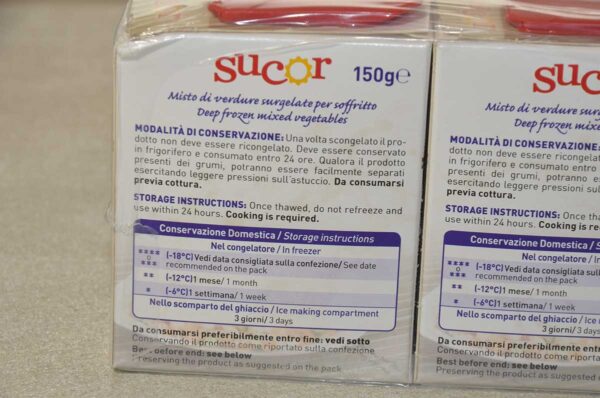 sucor 150g℮
Misto di verdure surgelate per soffritto
Deep frozen mixed vegetables
MODALITÀ DI CONSERVAZIONE: Una volta scongelato il pro-
dotto non deve essere ricongelato. Deve essere conservato
in frigorifero e consumato entro 24 ore. Qualora il prodotto
presenti dei grumi, potranno essere facilmente separati
esercitando leggere pressioni sull'astuccio. Da consumarsi
previa cottura.
STORAGE INSTRUCTIONS: Once thawed, do not refreeze and
use within 24 hours. Cooking is required.
Conservazione Domestica / Storage instructions
Nel congelatore / In freezer
**** o *** (-18°C) Vedi data consigliata sulla confezione/ See date
recommended on the pack
** (-12°C) 1 mese/ 1 month
* (-6°C) 1 settimana/ 1 week
Nello scomparto del ghiaccio / Ice making compartment
3 giorni/ 3 days
Da consumarsi preferibilmente entro fine: vedi sotto
Conservando il prodotto come riportato sulla confezione
Best before end: see below
Preserving the product as suggested on the pack
suc
Misto di verdure su
Deep frozen mix
MODALITÀ DI CONSERVAZIONE:
dotto non deve essere ricongelat
in frigorifero e consumato entro
presenti dei grumi, potranno es
esercitando leggere pressioni sul
previa cottura.
STORAGE INSTRUCTIONS: Once tha
use within 24 hours. Cooking is re
Conservazione Domestica / S
Nel congelatore /
**** o *** (-18°C) Vedi data consigliata su
recommended on the pack
** (-12°C) 1 mese/ 1 month
* (-6°C) 1 settimana/ 1 week
Nello scomparto del ghiaccio / Ice
3 giorni/ 3 d
Da consumarsi preferibilmente entro
Conservando il prodotto come riporta
Best before end: see below
Preserving the product as suggested on